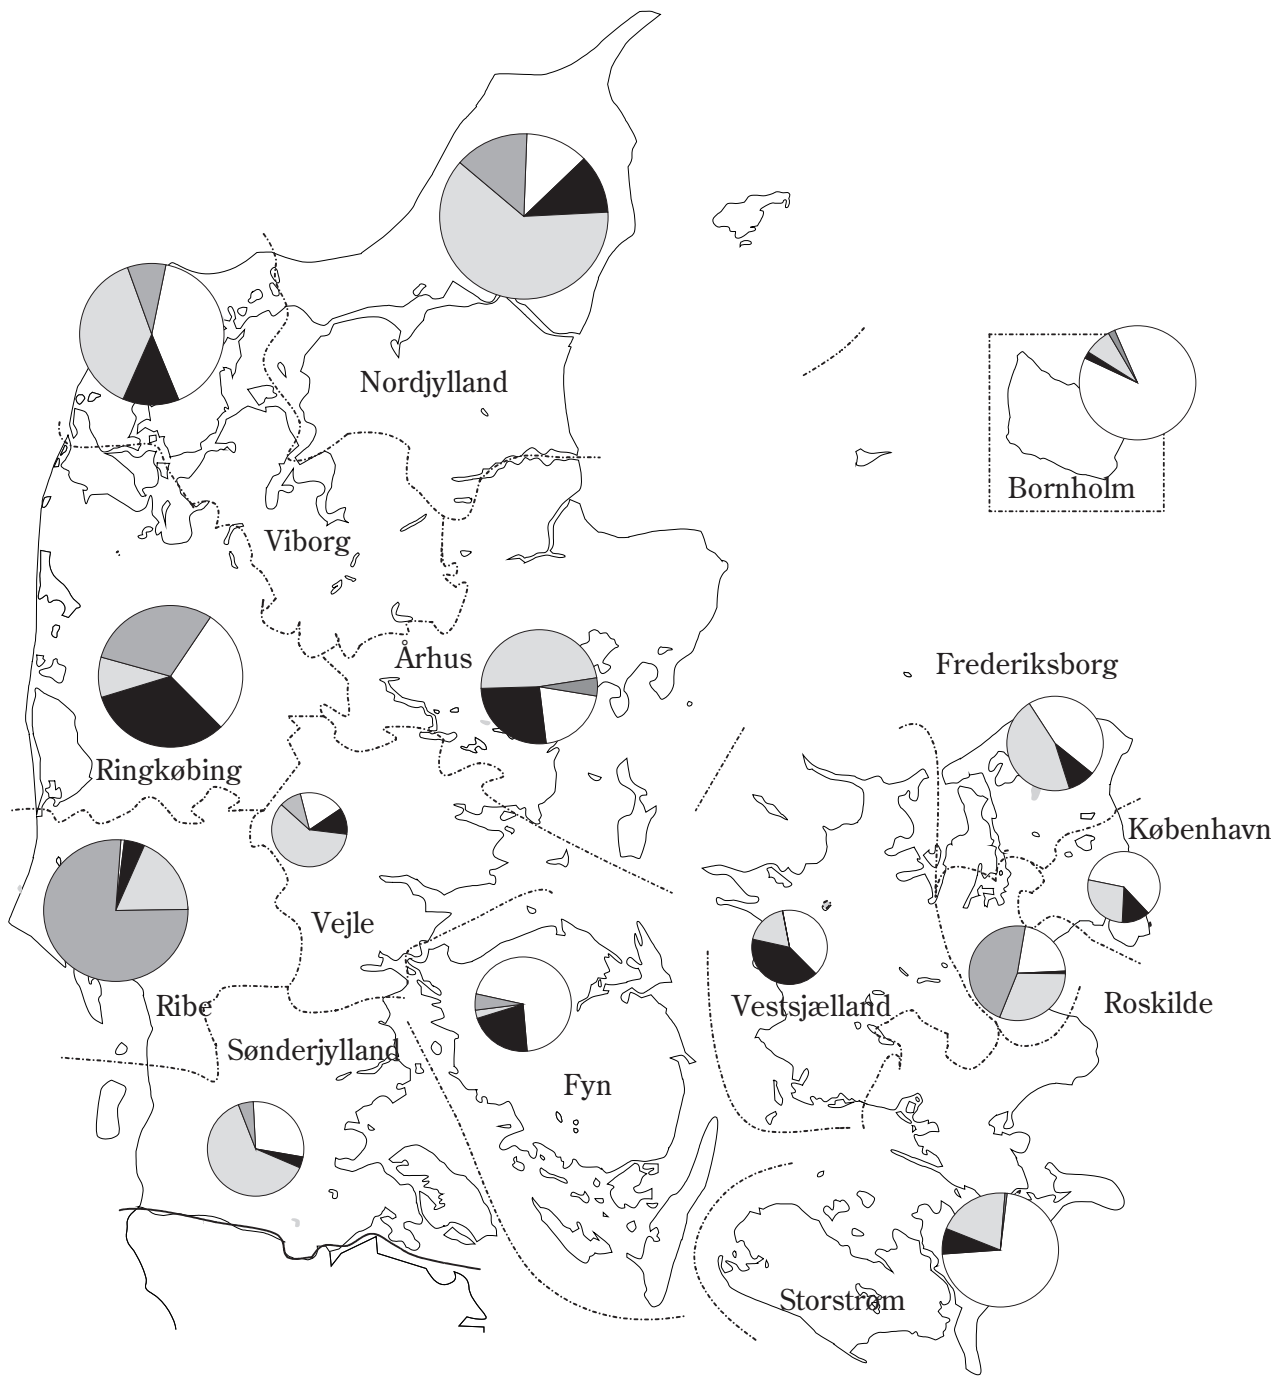 Nordjylland
Bornholm
Viborg
Århus
Frederiksborg
Ringkøbing
København
Vejle
Ribe
Vestsjælland
Roskilde
Sønderjylland
Fyn
Storstrøm